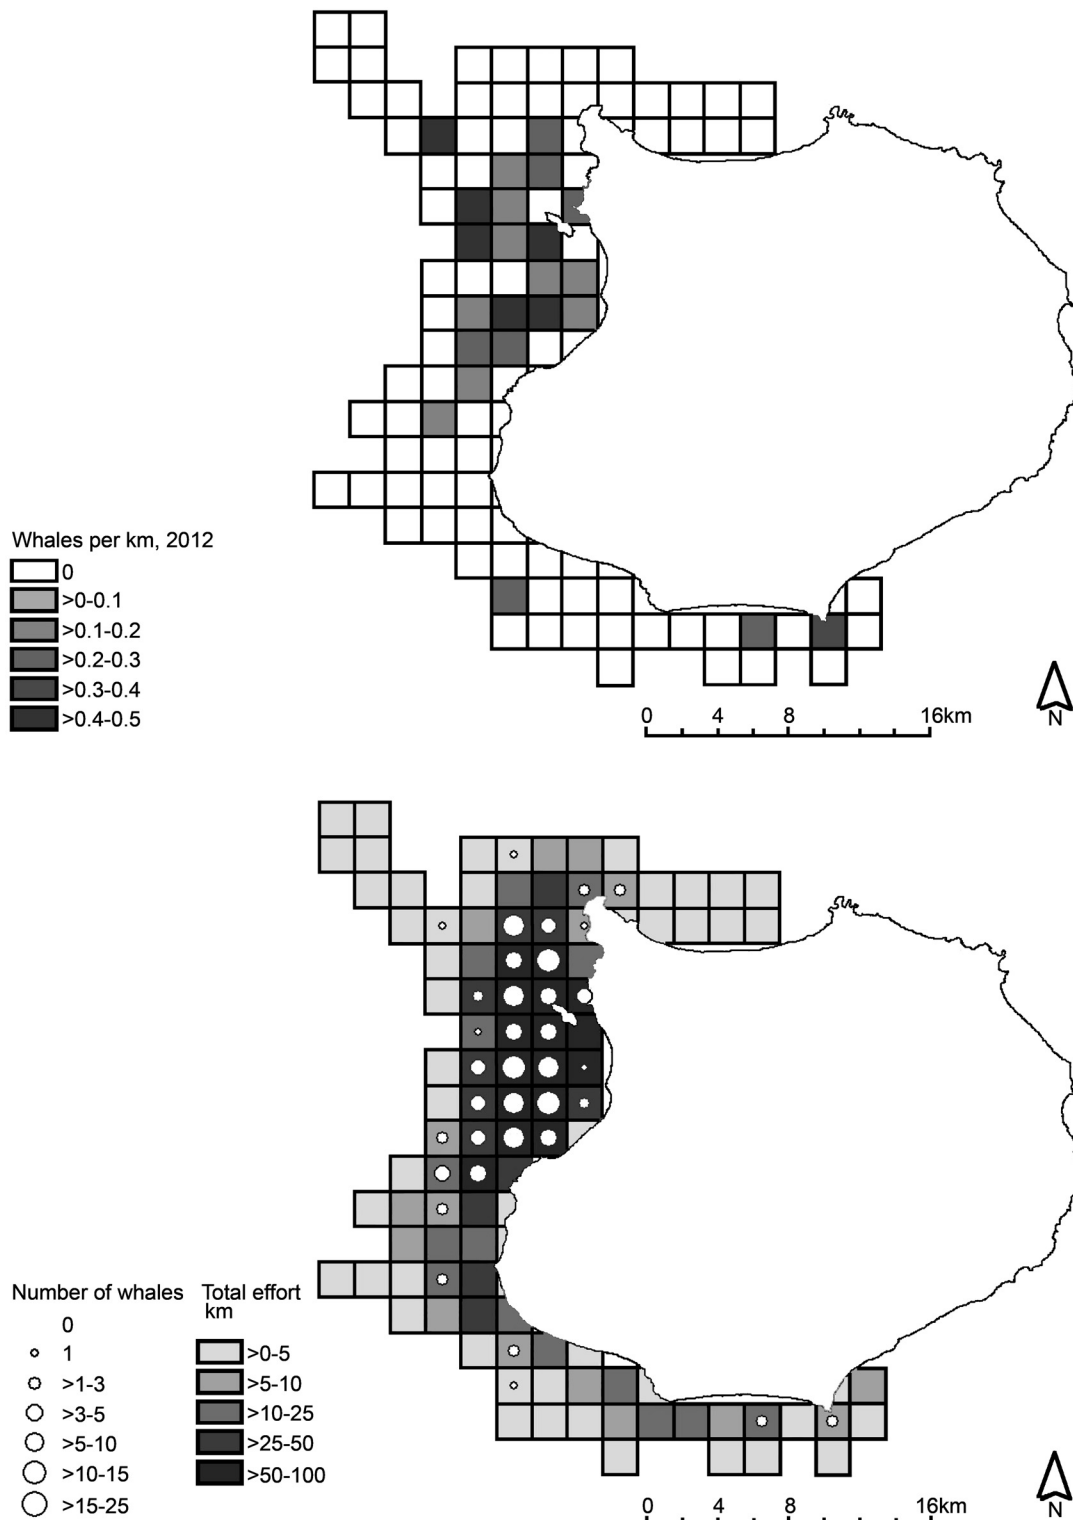 Whales per km, 2012
0
>0-0.1
>0.1-0.2
>0.2-0.3
>0.3-0.4
>0.4-0.5
0 4 8 16km
N
Number of whales Total effort
km
0
1 >0-5
>1-3 >5-10
>3-5 >10-25
>5-10 >25-50
>10-15 >50-100
>15-25
0 4 8 16km
N